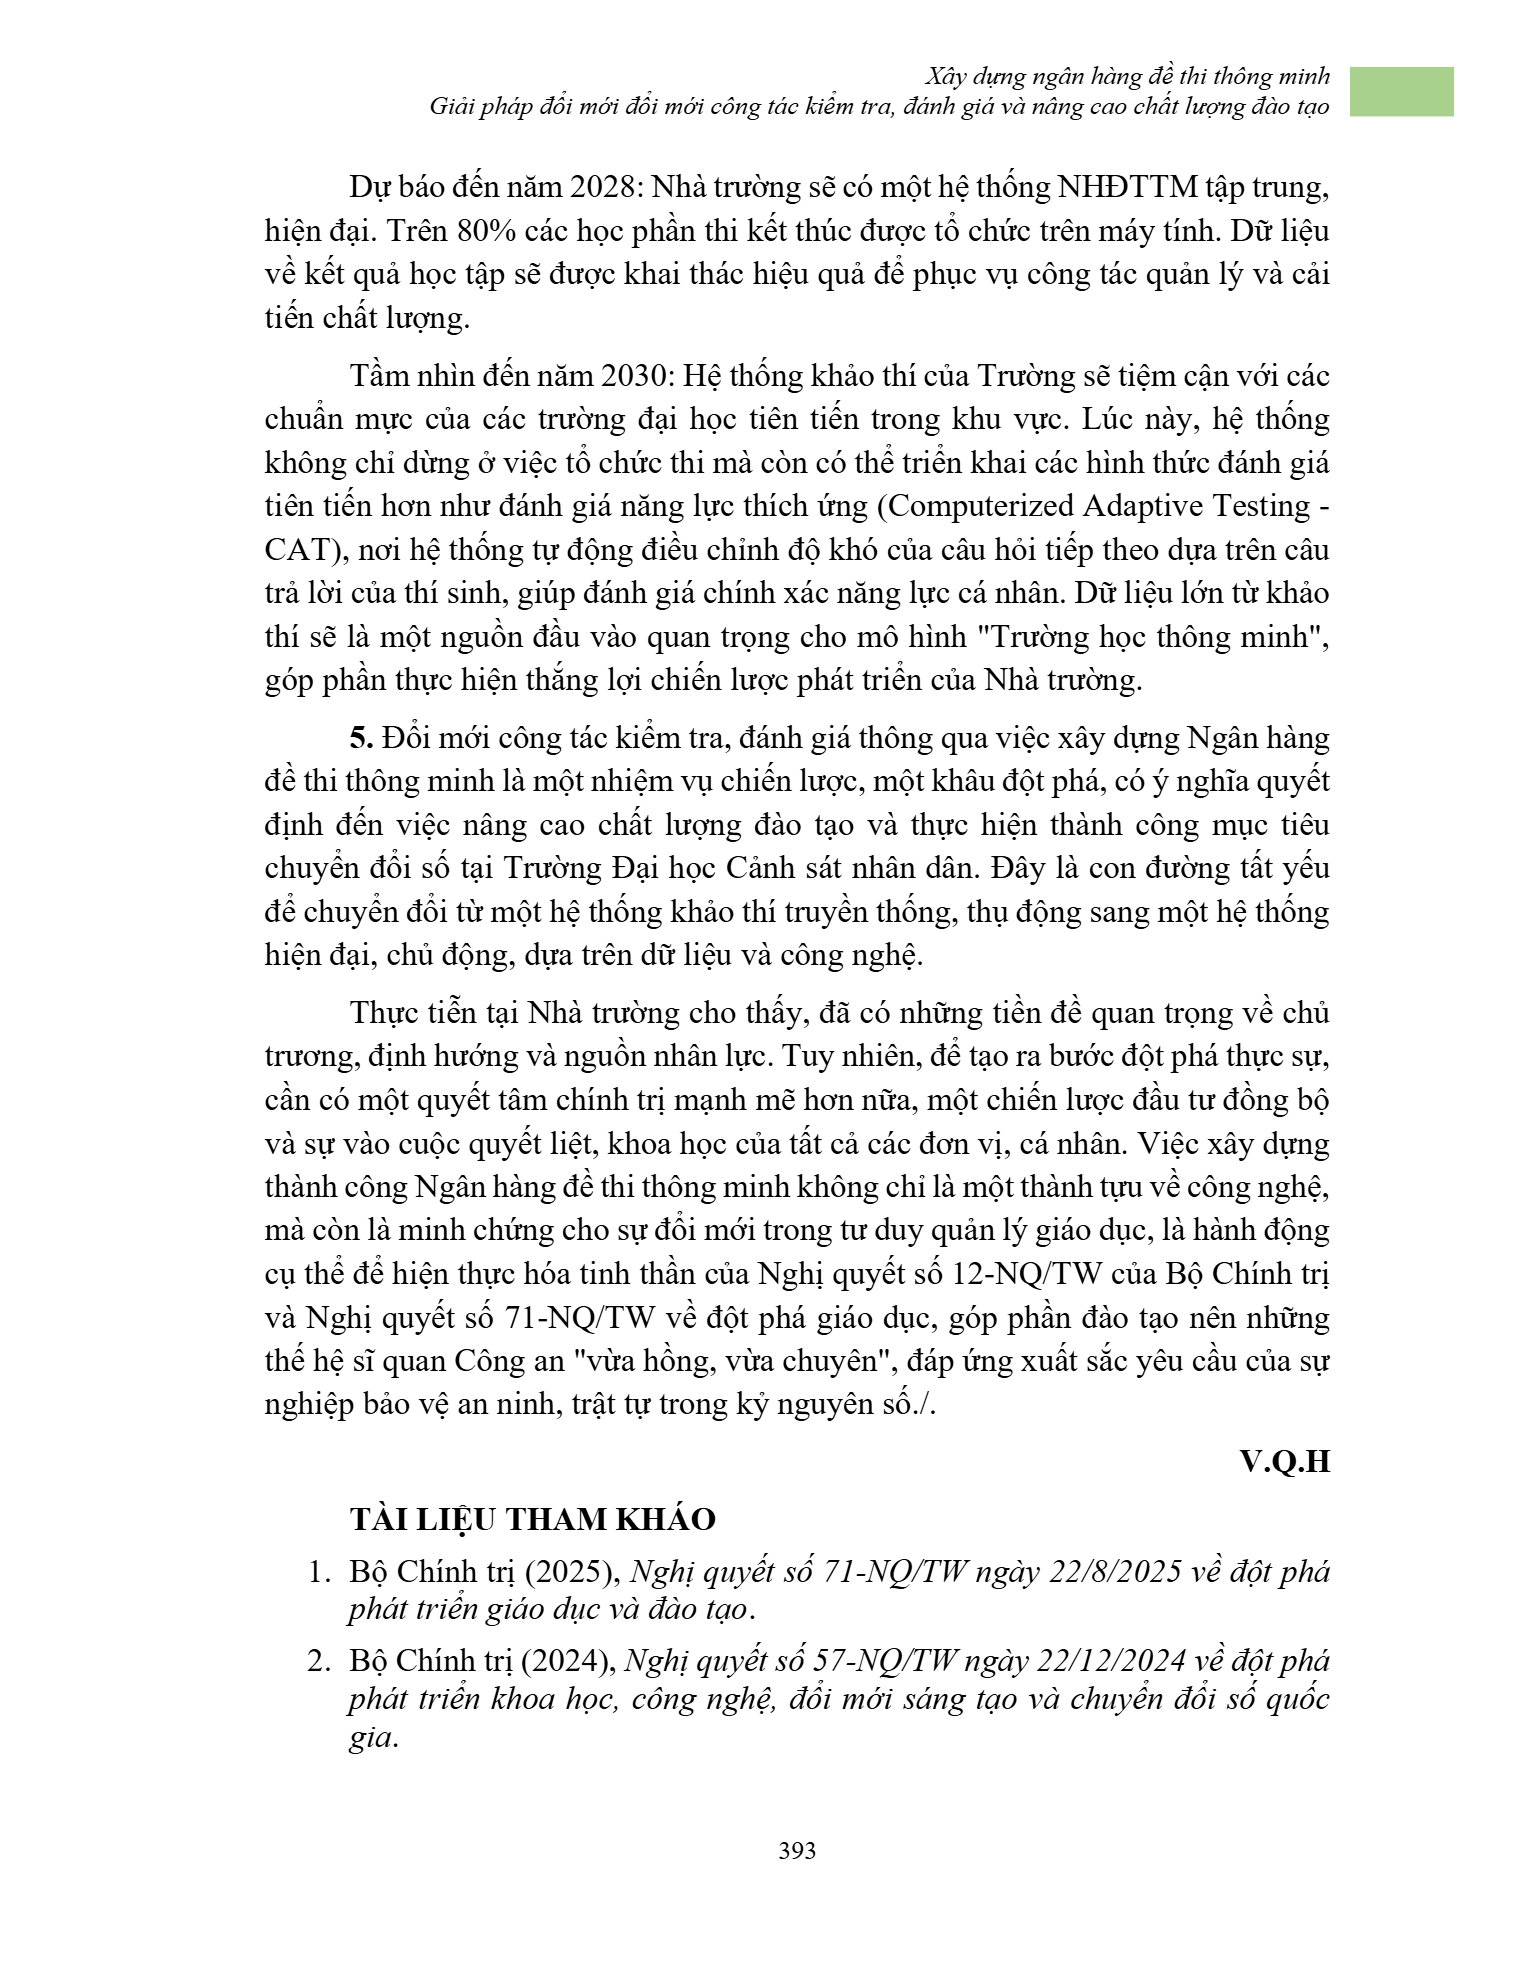 Xây dựng ngân hàng đề thi thông minh
Giải pháp đổi mới đổi mới công tác kiểm tra, đánh giá và nâng cao chất lượng đào tạo
Dự báo đến năm 2028: Nhà trường sẽ có một hệ thống NHĐTTM tập trung,
hiện đại. Trên 80% các học phần thi kết thúc được tổ chức trên máy tính. Dữ liệu
về kết quả học tập sẽ được khai thác hiệu quả để phục vụ công tác quản lý và cải
tiến chất lượng.
Tầm nhìn đến năm 2030: Hệ thống khảo thí của Trường sẽ tiệm cận với các
chuẩn mực của các trường đại học tiên tiến trong khu vực. Lúc này, hệ thống
không chỉ dừng ở việc tổ chức thi mà còn có thể triển khai các hình thức đánh giá
tiên tiến hơn như đánh giá năng lực thích ứng (Computerized Adaptive Testing -
CAT), nơi hệ thống tự động điều chỉnh độ khó của câu hỏi tiếp theo dựa trên câu
trả lời của thí sinh, giúp đánh giá chính xác năng lực cá nhân. Dữ liệu lớn từ khảo
thí sẽ là một nguồn đầu vào quan trọng cho mô hình "Trường học thông minh",
góp phần thực hiện thắng lợi chiến lược phát triển của Nhà trường.
5. Đổi mới công tác kiểm tra, đánh giá thông qua việc xây dựng Ngân hàng
đề thi thông minh là một nhiệm vụ chiến lược, một khâu đột phá, có ý nghĩa quyết
định đến việc nâng cao chất lượng đào tạo và thực hiện thành công mục tiêu
chuyển đổi số tại Trường Đại học Cảnh sát nhân dân. Đây là con đường tất yếu
để chuyển đổi từ một hệ thống khảo thí truyền thống, thụ động sang một hệ thống
hiện đại, chủ động, dựa trên dữ liệu và công nghệ.
Thực tiễn tại Nhà trường cho thấy, đã có những tiền đề quan trọng về chủ
trương, định hướng và nguồn nhân lực. Tuy nhiên, để tạo ra bước đột phá thực sự,
cần có một quyết tâm chính trị mạnh mẽ hơn nữa, một chiến lược đầu tư đồng bộ
và sự vào cuộc quyết liệt, khoa học của tất cả các đơn vị, cá nhân. Việc xây dựng
thành công Ngân hàng đề thi thông minh không chỉ là một thành tựu về công nghệ,
mà còn là minh chứng cho sự đổi mới trong tư duy quản lý giáo dục, là hành động
cụ thể để hiện thực hóa tinh thần của Nghị quyết số 12-NQ/TW của Bộ Chính trị
và Nghị quyết số 71-NQ/TW về đột phá giáo dục, góp phần đào tạo nên những
thế hệ sĩ quan Công an "vừa hồng, vừa chuyên", đáp ứng xuất sắc yêu cầu của sự
nghiệp bảo vệ an ninh, trật tự trong kỷ nguyên số./.
V.Q.H
TÀI LIỆU THAM KHÁO
1. Bộ Chính trị (2025), Nghị quyết số 71-NQ/TW ngày 22/8/2025 về đột phá
phát triển giáo dục và đào tạo.
2. Bộ Chính trị (2024), Nghị quyết số 57-NQ/TW ngày 22/12/2024 về đột phá
phát triển khoa học, công nghệ, đổi mới sáng tạo và chuyển đổi số quốc
gia.
393